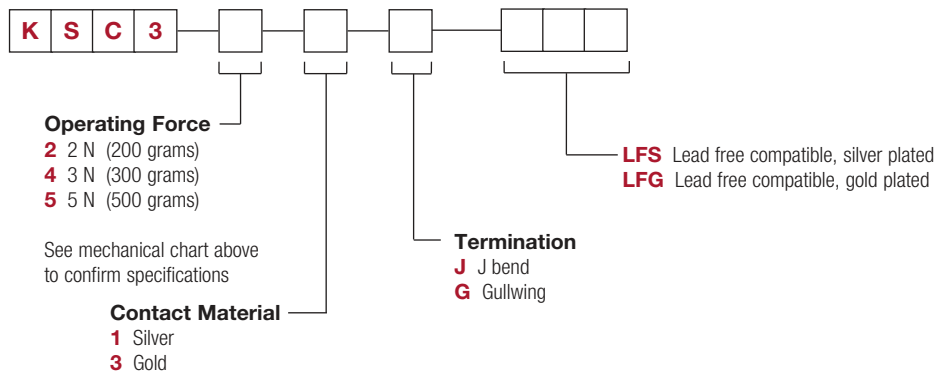 K S C 3
Operating Force
2 2 N (200 grams)
4 3 N (300 grams)
5 5 N (500 grams)
See mechanical chart above
to confirm specifications
Contact Material
1 Silver
3 Gold
Termination
J J bend
G Gullwing
LFS Lead free compatible, silver plated
LFG Lead free compatible, gold plated